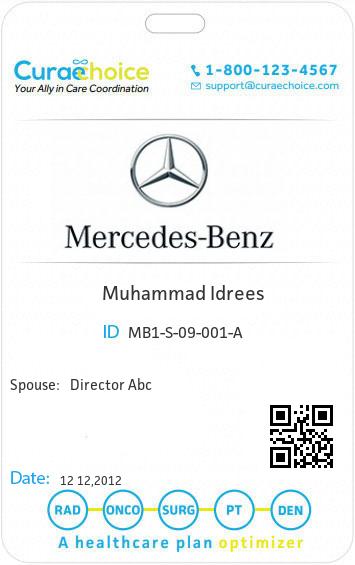 Curaechoice
Your Ally in Care Coordination
1-800-123-4567
support@curaechoice.com
Mercedes-Benz
Muhammad Idrees
ID MB1-S-09-001-A
Spouse: Director Abc
Date: 12 12,2012
RAD ONCO SURG PT DEN
A healthcare plan optimizer